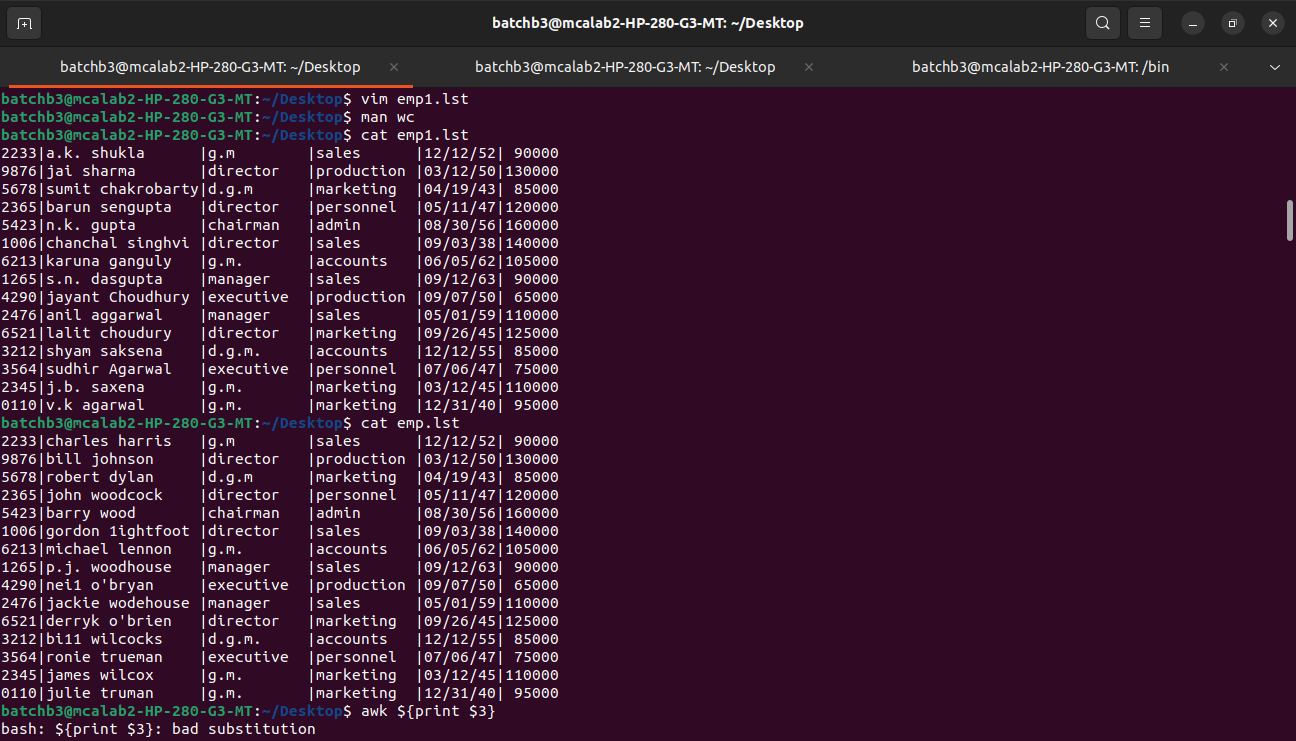 batchb3@mcalab2-HP-280-G3-MT: ~/Desktop
batchb3@mcalab2-HP-280-G3-MT: ~/Desktop
batchb3@mcalab2-HP-280-G3-MT: ~/Desktop
batchb3@mcalab2-HP-280-G3-MT: /bin
batchb3@mcalab2-HP-280-G3-MT:~/Desktop$ vim emp1.lst
batchb3@mcalab2-HP-280-G3-MT:~/Desktop$ man wc
batchb3@mcalab2-HP-280-G3-MT:~/Desktop$ cat emp1.lst
2233|a.k. shukla      |g.m        |sales      |12/12/52| 90000
9876|jai sharma       |director   |production |03/12/50|130000
5678|sumit chakrobarty|d.g.m      |marketing  |04/19/43| 85000
2365|barun sengupta   |director   |personnel  |05/11/47|120000
5423|n.k. gupta       |chairman   |admin      |08/30/56|160000
1006|chanchal singhvi |director   |sales      |09/03/38|140000
6213|karuna ganguly   |g.m.       |accounts   |06/05/62|105000
1265|s.n. dasgupta    |manager    |sales      |09/12/63| 90000
4290|jayant Choudhury |executive  |production |09/07/50| 65000
2476|anil aggarwal    |manager    |sales      |05/01/59|110000
6521|lalit choudury   |director   |marketing  |09/26/45|125000
3212|shyam saksena    |d.g.m.     |accounts   |12/12/55| 85000
3564|sudhir Agarwal   |executive  |personnel  |07/06/47| 75000
2345|j.b. saxena      |g.m.       |marketing  |03/12/45|110000
0110|v.k agarwal      |g.m.       |marketing  |12/31/40| 95000
batchb3@mcalab2-HP-280-G3-MT:~/Desktop$ cat emp.lst
2233|charles harris   |g.m        |sales      |12/12/52| 90000
9876|bill johnson     |director   |production |03/12/50|130000
5678|robert dylan     |d.g.m      |marketing  |04/19/43| 85000
2365|john woodcock    |director   |personnel  |05/11/47|120000
5423|barry wood       |chairman   |admin      |08/30/56|160000
1006|gordon 1ightfoot |director   |sales      |09/03/38|140000
6213|michael lennon   |g.m.       |accounts   |06/05/62|105000
1265|p.j. woodhouse   |manager    |sales      |09/12/63| 90000
4290|nei1 o'bryan     |executive  |production |09/07/50| 65000
2476|jackie wodehouse |manager    |sales      |05/01/59|110000
6521|derryk o'brien   |director   |marketing  |09/26/45|125000
3212|bi11 wilcocks    |d.g.m.     |accounts   |12/12/55| 85000
3564|ronie trueman    |executive  |personnel  |07/06/47| 75000
2345|james wilcox     |g.m.       |marketing  |03/12/45|110000
0110|julie truman     |g.m.       |marketing  |12/31/40| 95000
batchb3@mcalab2-HP-280-G3-MT:~/Desktop$ awk ${print $3}
bash: ${print $3}: bad substitution